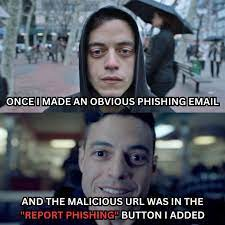 ONCE I MADE AN OBVIOUS PHISHING EMAIL
AND THE MALICIOUS URL WAS IN THE
"REPORT PHISHING" BUTTON I ADDED